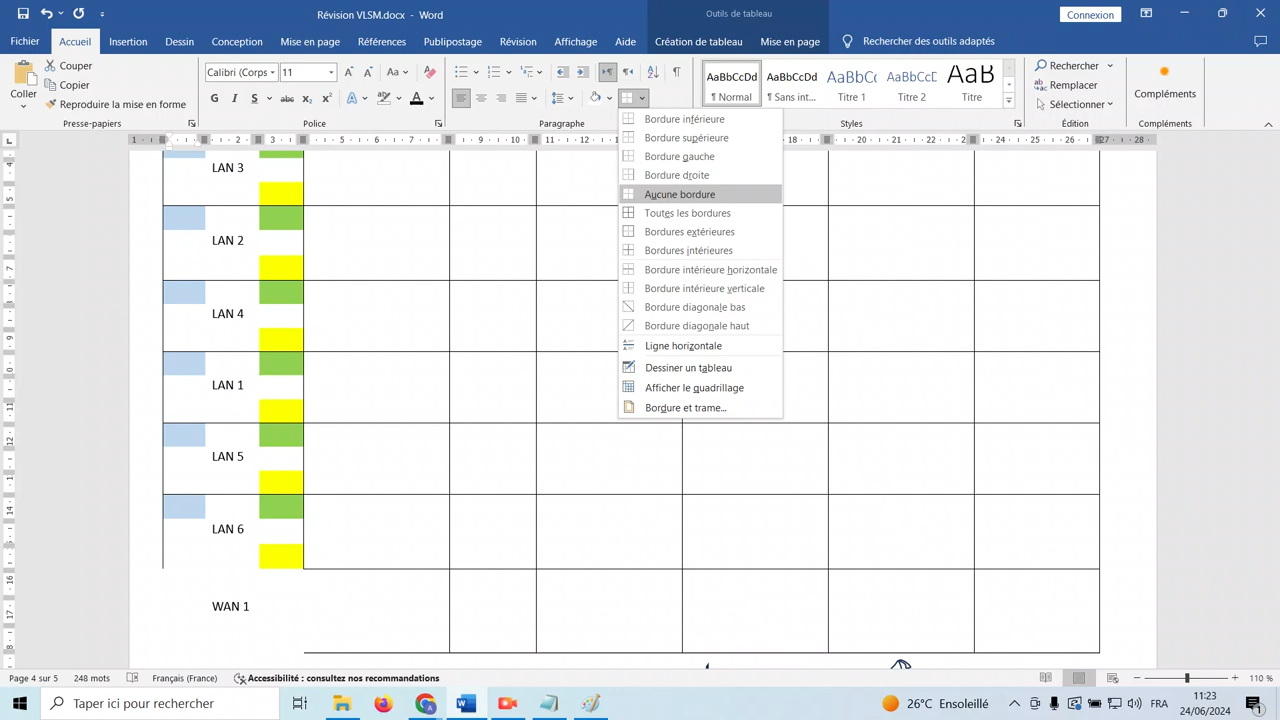 Révision VLSM.docx - Word
Outils de tableau
Connexion
Fichier
Accueil
Insertion
Dessin
Conception
Mise en page
Références
Publipostage
Révision
Affichage
Aide
Création de tableau
Mise en page
Rechercher des outils adaptés
Coller
Couper
Copier
Reproduire la mise en forme
Presse-papiers
Calibri (Corps
11
Police
Paragraphe
AaBbCcDd
¶ Normal
AaBbCcDd
¶ Sans int...
AaBbC
Titre 1
AaBbCcD
Titre 2
AaB
Titre
Styles
Rechercher
Remplacer
Sélectionner
Édition
Compléments
Compléments
Bordure inférieure
Bordure supérieure
Bordure gauche
Bordure droite
Aucune bordure
Toutes les bordures
Bordures extérieures
Bordures intérieures
Bordure intérieure horizontale
Bordure intérieure verticale
Bordure diagonale bas
Bordure diagonale haut
Ligne horizontale
Dessiner un tableau
Afficher le quadrillage
Bordure et trame...
LAN 3
LAN 2
LAN 4
LAN 1
LAN 5
LAN 6
WAN 1
Page 4 sur 5
248 mots
Français (France)
Accessibilité : consultez nos recommandations
110 %
Taper ici pour rechercher
26°C Ensoleillé
FRA
11:23
24/06/2024